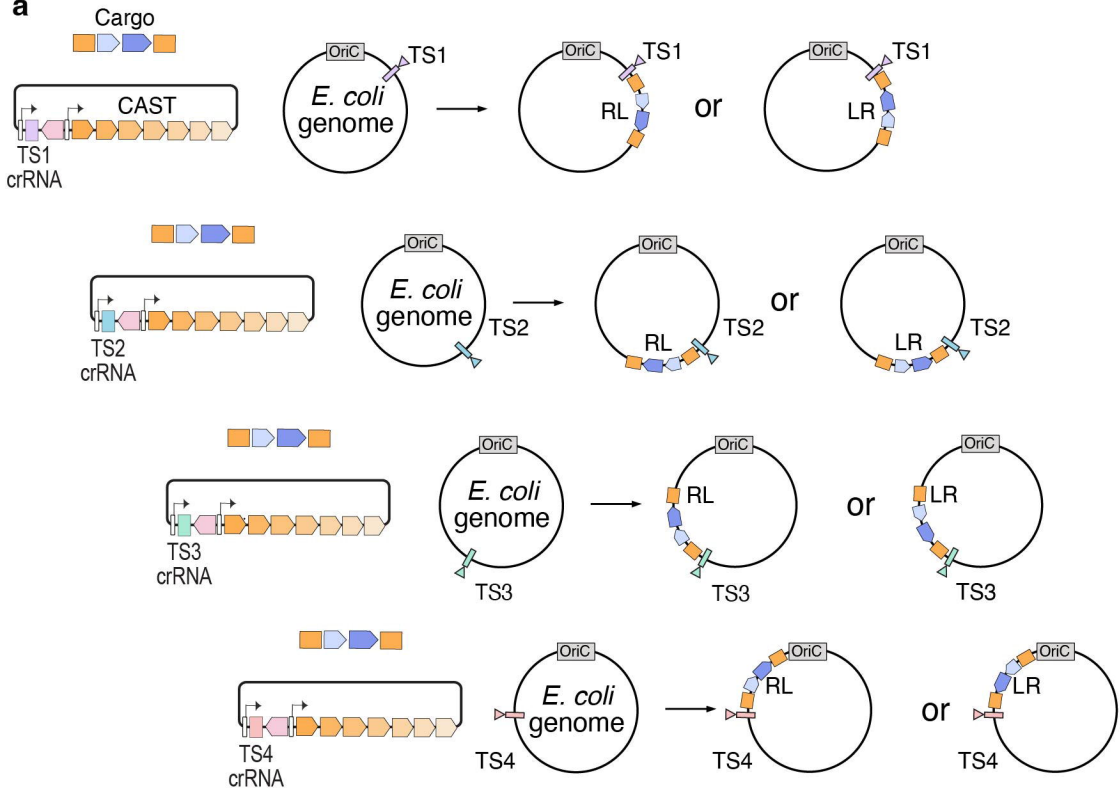 a
Cargo
CAST
TS1
crRNA
OriC
E. coli
genome
TS1
TS1
RL
OriC
or
TS1
LR
OriC
TS2
crRNA
OriC
E. coli
genome
TS2
OriC
RL
TS2
or
OriC
LR
TS2
TS3
crRNA
OriC
E. coli
genome
TS3
OriC
RL
TS3
or
OriC
LR
TS3
TS4
crRNA
OriC
E. coli
genome
TS4
OriC
RL
TS4
or
OriC
LR
TS4